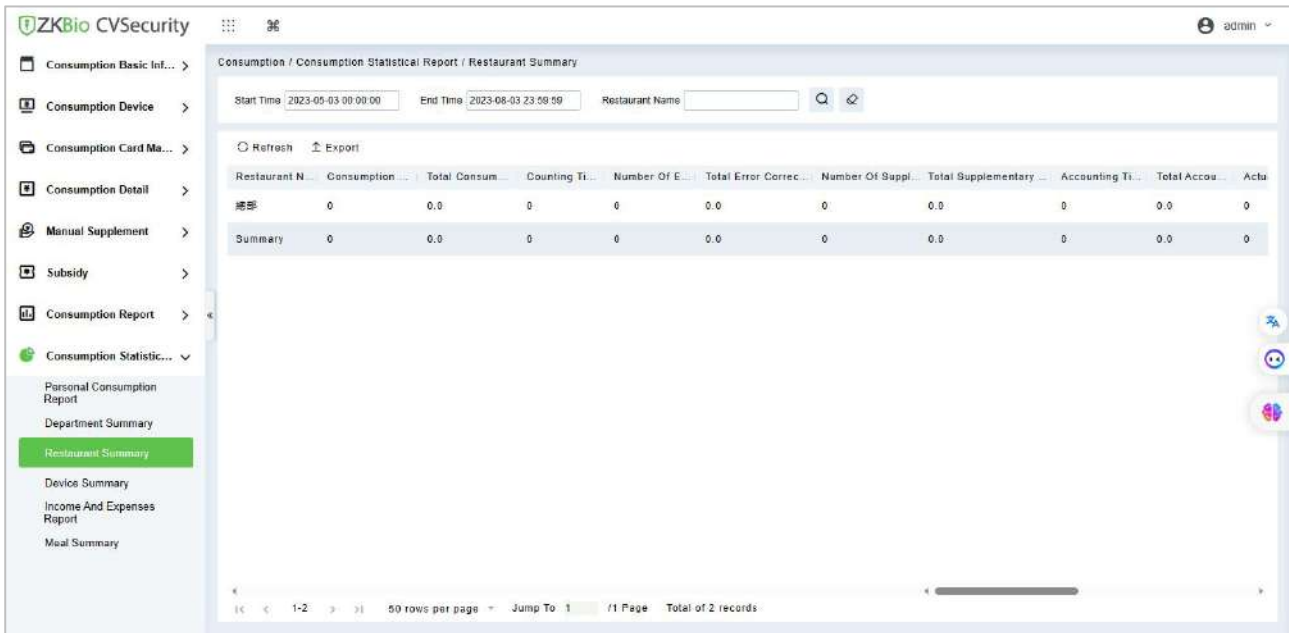 ZKBio CVSecurity
admin
Consumption Basic Inf...
Consumption Device
Consumption Card Ma...
Consumption Detail
Manual Supplement
Subsidy
Consumption Report
Consumption Statistic...
Personal Consumption
Report
Department Summary
Restaurant Summary
Device Summary
Income And Expenses
Report
Meal Summary
Consumption / Consumption Statistical Report / Restaurant Summary
Start Time 2023-05-03 00:00:00 End Time 2023-08-03 23:59:59 Restaurant Name
Refresh Export
Restaurant N... Consumption ... Total Consum... Counting Ti... Number Of E... Total Error Correc... Number Of Suppl... Total Supplementary ... Accounting Ti... Total Accou... Actu
總部 0 0.0 0 0 0.0 0 0.0 0 0.0 0
Summary 0 0.0 0 0 0.0 0 0.0 0 0.0 0
1-2 50 rows per page Jump To 1 /1 Page Total of 2 records